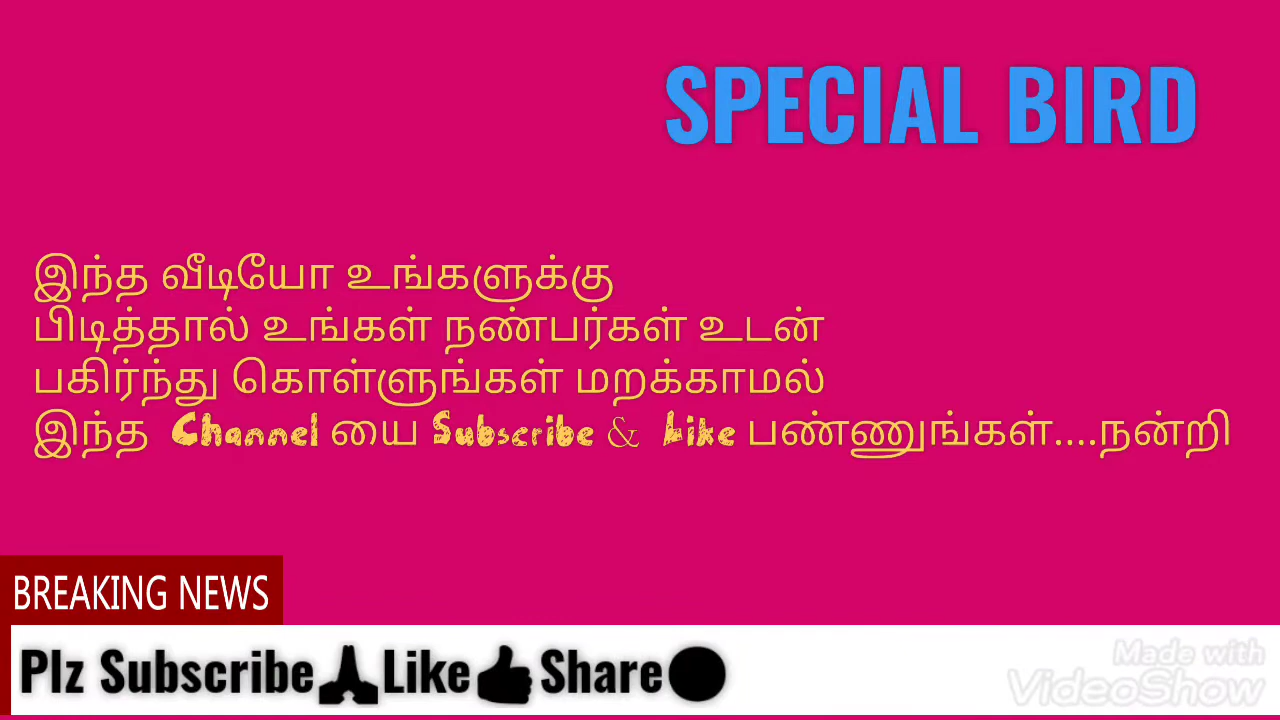 SPECIAL BIRD
இந்த வீடியோ உங்களுக்கு
பிடித்தால் உங்கள் நண்பர்கள் உடன்
பகிர்ந்து கொள்ளுங்கள் மறக்காமல்
இந்த Channel யை Subscribe & Like பண்ணுங்கள்....நன்றி
BREAKING NEWS
Plz Subscribe🙏Like👍Share⚫
Made with
VideoShow